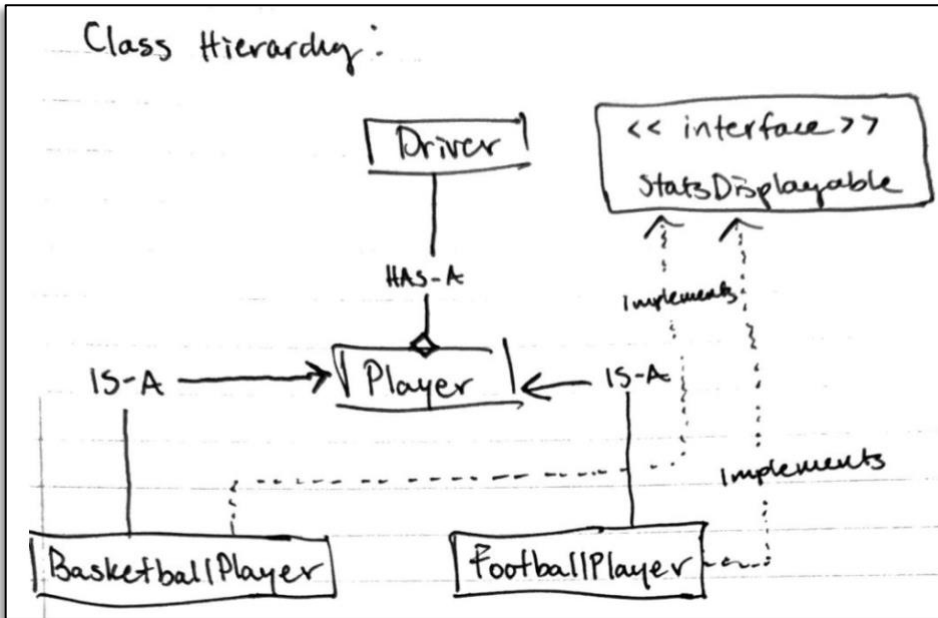 Class Hierarchy:
Driver
<< interface >>
StatsDisplayable
HAS-A
Implements
IS-A
Player
IS-A
Implements
BasketballPlayer
FootballPlayer